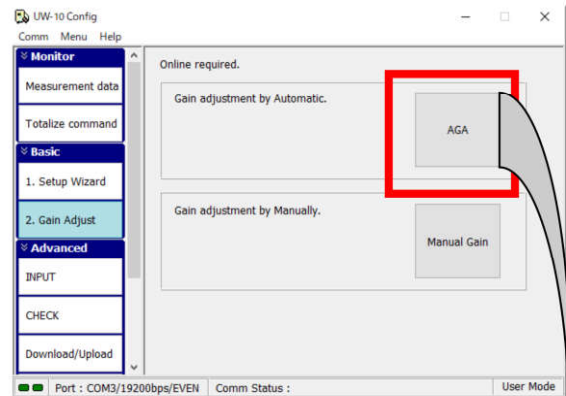 UW-10 Config
Comm Menu Help
Monitor
Measurement data
Totalize command
Basic
1. Setup Wizard
2. Gain Adjust
Advanced
INPUT
CHECK
Download/Upload
Online required.
Gain adjustment by Automatic.
AGA
Gain adjustment by Manually.
Manual Gain
Port : COM3/19200bps/EVEN Comm Status : User Mode